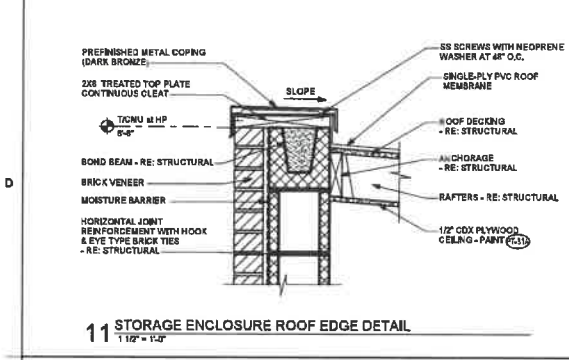 PREFINISHED METAL COPING
(DARK BRONZE)
2X8 TREATED TOP PLATE
CONTINUOUS CLEAT
T/CMU at HP
BOND BEAM - RE: STRUCTURAL
BRICK VENEER
MOISTURE BARRIER
HORIZONTAL JOINT
REINFORCEMENT WITH HOOK
& EYE TYPE BRICK TIES
- RE: STRUCTURAL
SLOPE
SS SCREWS WITH NEOPRENE
WASHER AT 48" O.C.
SINGLE-PLY PVC ROOF
MEMBRANE
ROOF DECKING
- RE: STRUCTURAL
ANCHORAGE
- RE: STRUCTURAL
RAFTERS - RE: STRUCTURAL
1/2" CDX PLYWOOD
CEILING - PAINT
D
11 STORAGE ENCLOSURE ROOF EDGE DETAIL
1 1/2" = 1'-0"